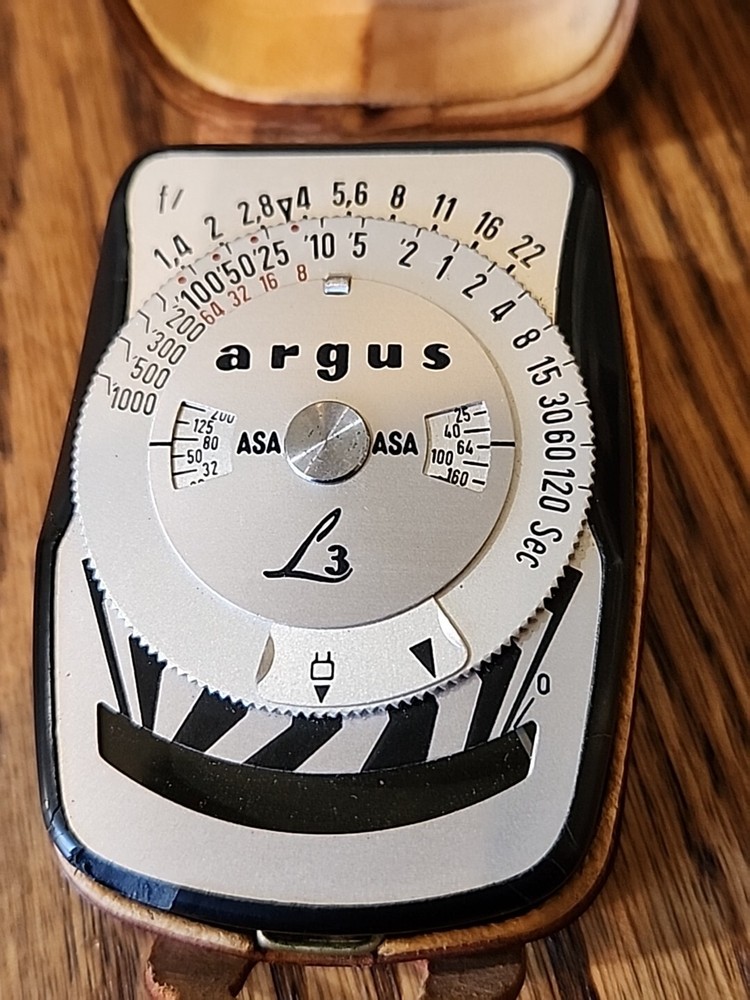 f/ 1,4 2 2,8 4 5,6 8 11 16 22
1000 '500 '300 '200 '100 '50 '25 '10 '5 '2 1 2 4 8 15 30 60 120 Sec
64 32 16 8
argus
200 125 80 50 32
ASA ASA
25 40 64 100 160
L3
0